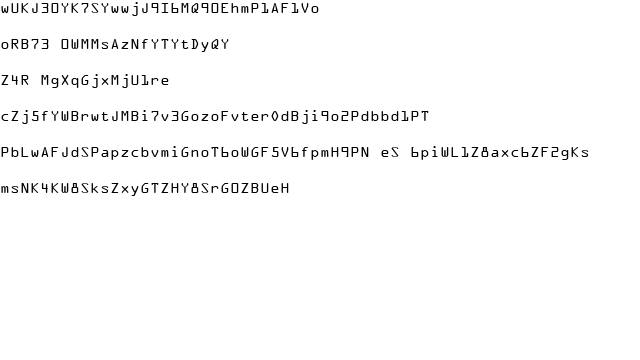 wUKJ3OYK7SYwwjJ9I6MQ9OEhmP1AF1Vo
oRB73 OWMMsAzNfYTYtDyQY
Z4R MgXqGjxMjU1re
cZj5fYWBrwtJMBi7v3GozoFvter0dBji9o2Pdbbd1PT
PbLwAFJdSPapzcbvmiGnoT6oWGF5V6fpmH9PN eS 6piWL1Z8axc6ZF2gKs
msNK4KW8SksZxyGTZHY8SrGOZBUeH